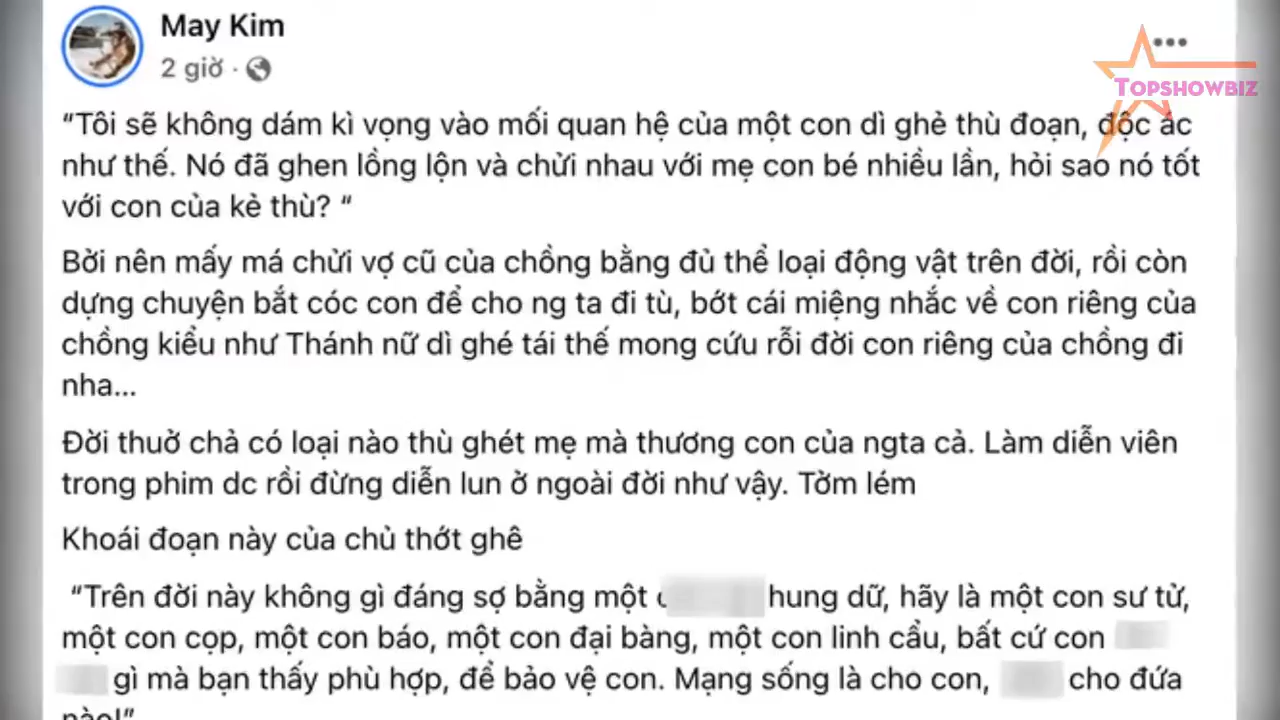 May Kim
2 giờ ·
TOPSHOWBIZ
“Tôi sẽ không dám kì vọng vào mối quan hệ của một con dì ghẻ thù đoạn, độc ác
như thế. Nó đã ghen lồng lộn và chửi nhau với mẹ con bé nhiều lần, hỏi sao nó tốt
với con của kẻ thù? “
Bởi nên mấy má chửi vợ cũ của chồng bằng đủ thể loại động vật trên đời, rồi còn
dựng chuyện bắt cóc con để cho ng ta đi tù, bớt cái miệng nhắc về con riêng của
chồng kiểu như Thánh nữ dì ghé tái thế mong cứu rỗi đời con riêng của chồng đi
nha...
Đời thuở chả có loại nào thù ghét mẹ mà thương con của ngta cả. Làm diễn viên
trong phim dc rồi đừng diễn lun ở ngoài đời như vậy. Tờm lém
Khoái đoạn này của chủ thớt ghê
“Trên đời này không gì đáng sợ bằng một hung dữ, hãy là một con sư tử,
một con cọp, một con báo, một con đại bàng, một con linh cẩu, bất cứ con
gì mà bạn thấy phù hợp, để bảo vệ con. Mạng sống là cho con, cho đứa
nào!”